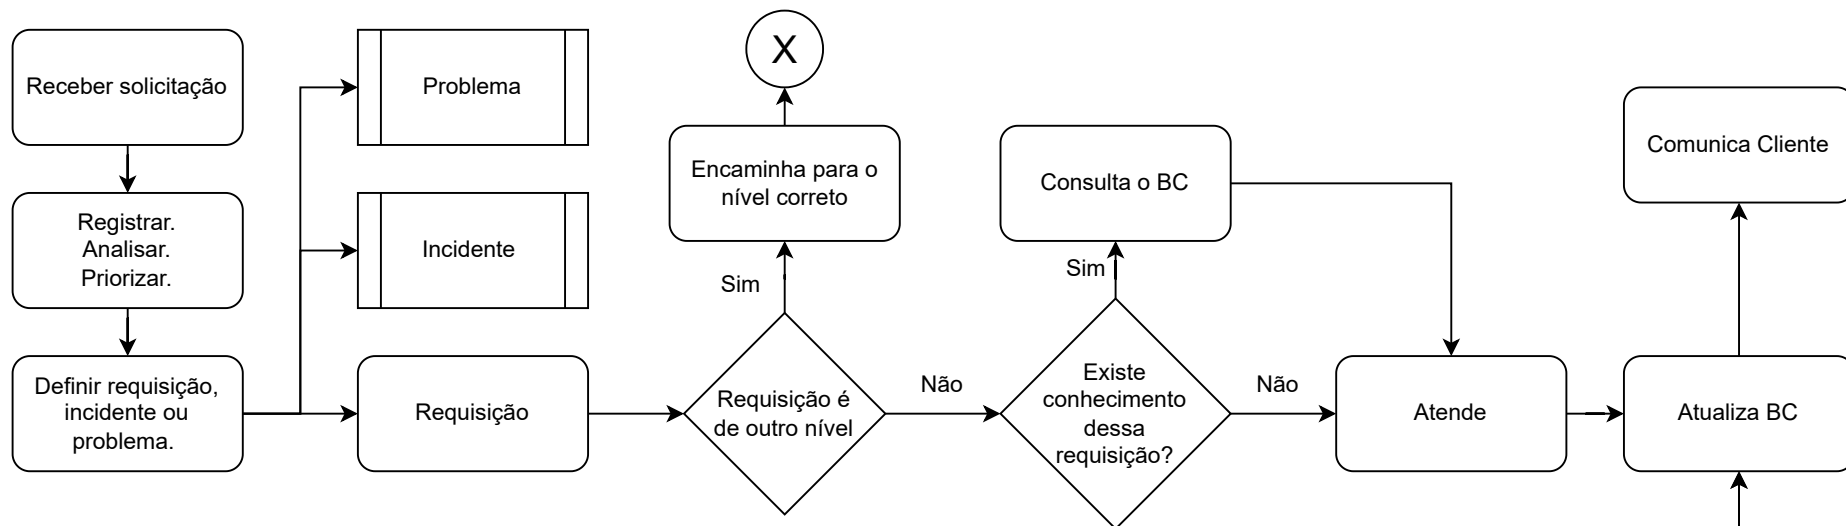 Receber solicitação
Registrar.
Analisar.
Priorizar.
Definir requisição,
incidente ou
problema.
Problema
Incidente
Requisição
X
Encaminha para o
nível correto
Sim
Requisição é
de outro nível
Não
Consulta o BC
Sim
Existe
conhecimento
dessa
requisição?
Não
Atende
Comunica Cliente
Atualiza BC